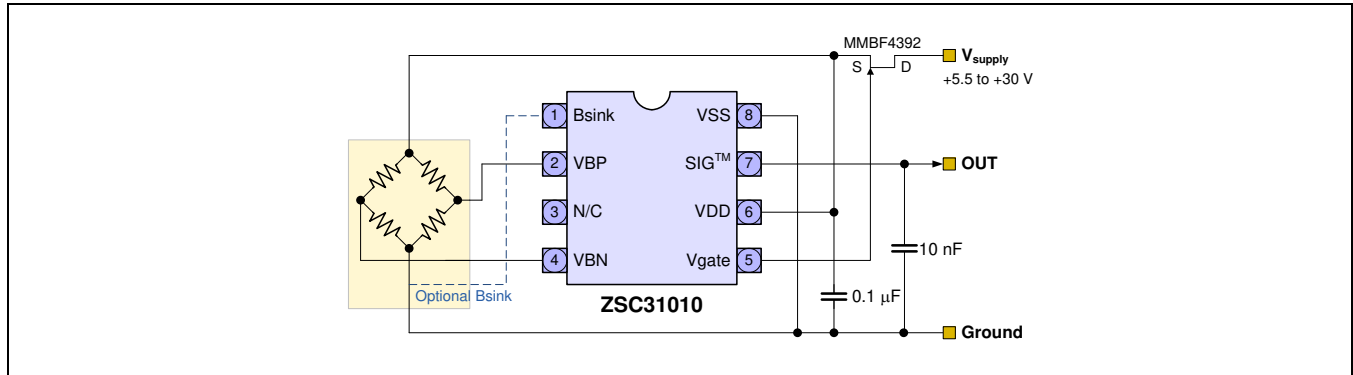 MMBF4392
S D
Vsupply
+5.5 to +30 V
1 Bsink VSS 8
2 VBP SIG™ 7
OUT
3 N/C VDD 6
4 VBN Vgate 5
10 nF
Optional Bsink
0.1 μF
ZSC31010
Ground